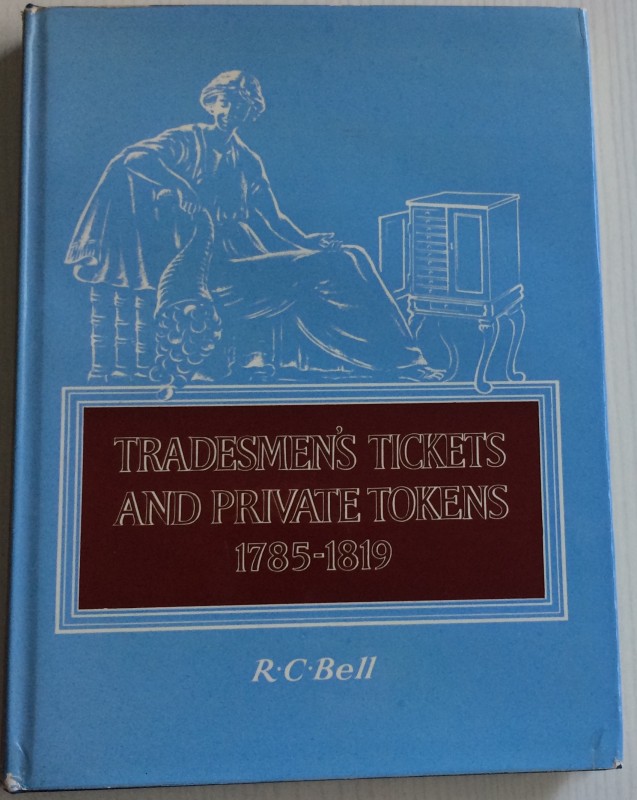 TRADESMEN'S TICKETS
AND PRIVATE TOKENS
1785-1819
R·C·Bell